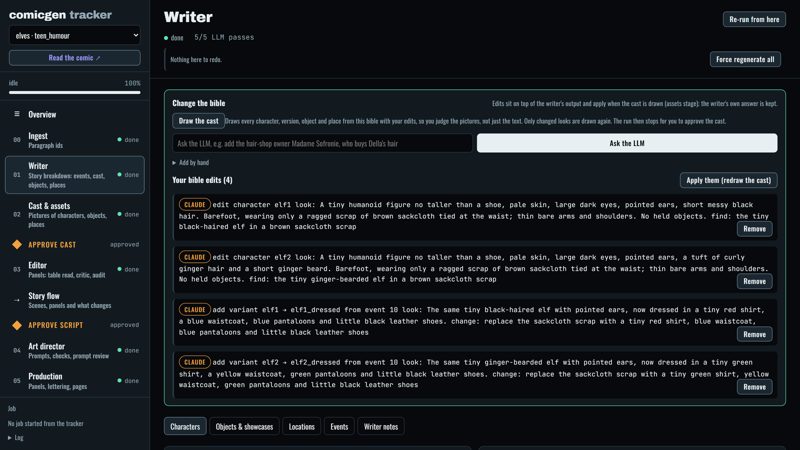 comicgen tracker
elves · teen_humour
Read the comic ↗
idle 100%
Overview
00 Ingest done
Paragraph ids
01 Writer done
Story breakdown: events, cast,
objects, places
02 Cast & assets done
Pictures of characters, objects,
places
APPROVE CAST approved
03 Editor done
Panels: table read, critic, audit
→ Story flow
Scenes, panels and what changes
APPROVE SCRIPT approved
04 Art director done
Prompts, checks, prompt review
05 Production done
Panels, lettering, pages
Job
No job started from the tracker
▸ Log
Writer
Re-run from here
done 5/5 LLM passes
Nothing here to redo.
Force regenerate all
Change the bible
Edits sit on top of the writer's output and apply when the cast is drawn (assets stage): the writer's own answer is kept.
Draw the cast
Draws every character, version, object and place from this bible with your edits, so you judge the pictures, not just the text. Only changed looks are drawn again. The run stops for you to approve the cast.
Ask the LLM, e.g. add the hair-shop owner Madame Sofronie, who buys Della's hair
Ask the LLM
▸ Add by hand
Your bible edits (4)
Apply them (redraw the cast)
CLAUDE edit character elf1 look: A tiny humanoid figure no taller than a shoe, pale skin, large dark eyes, pointed ears, short messy black
hair. Barefoot, wearing only a ragged scrap of brown sackcloth tied at the waist; thin bare arms and shoulders. No held objects. find: the tiny
black-haired elf in a brown sackcloth scrap
Remove
CLAUDE edit character elf2 look: A tiny humanoid figure no taller than a shoe, pale skin, large dark eyes, pointed ears, a tuft of curly
ginger hair and a short ginger beard. Barefoot, wearing only a ragged scrap of brown sackcloth tied at the waist; thin bare arms and shoulders.
No held objects. find: the tiny ginger-bearded elf in a brown sackcloth scrap
Remove
CLAUDE add variant elf1 → elf1_dressed from event 10 look: The same tiny black-haired elf with pointed ears, now dressed in a tiny red shirt,
a blue waistcoat, blue pantaloons and little black leather shoes. change: replace the sackcloth scrap with a tiny red shirt, blue waistcoat,
blue pantaloons and little black leather shoes
Remove
CLAUDE add variant elf2 → elf2_dressed from event 10 look: The same tiny ginger-bearded elf with pointed ears, now dressed in a tiny green
shirt, a yellow waistcoat, green pantaloons and little black leather shoes. change: replace the sackcloth scrap with a tiny green shirt, yellow
waistcoat, green pantaloons and little black leather shoes
Remove
Characters
Objects & showcases
Locations
Events
Writer notes